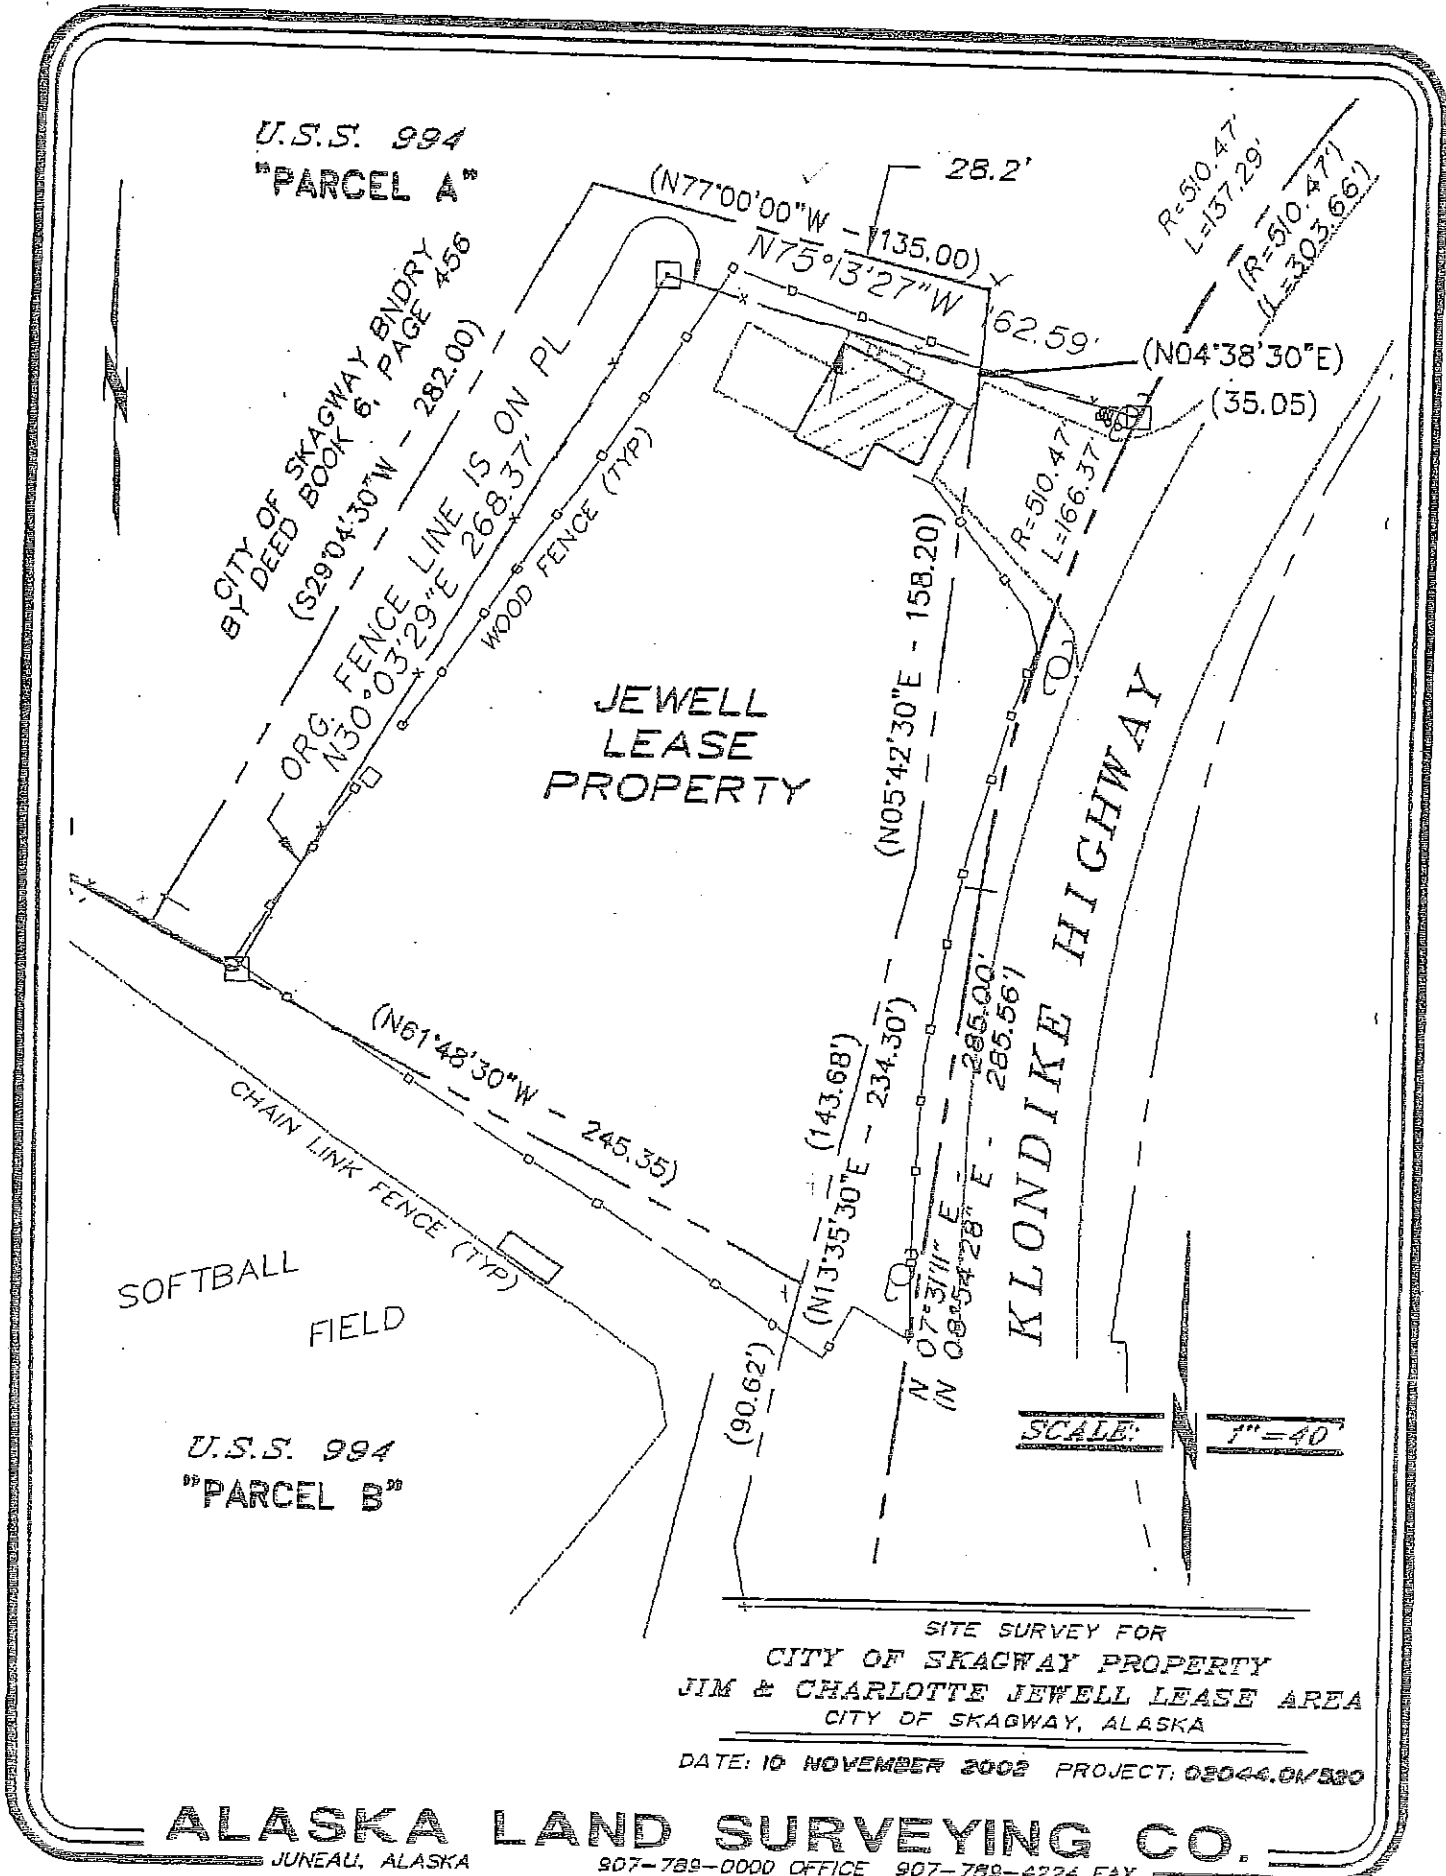 U.S.S. 994
"PARCEL A"
28.2'
(N77°00'00"W - 135.00)
N75°13'27"W
162.59'
R=510.47'
L=137.29'
(R=510.47')
(L=303.66')
(N04°38'30"E)
(35.05)
CITY OF SKAGWAY BNDRY
BY DEED BOOK 6, PAGE 456
(S29°04'30"W - 282.00)
ORG. FENCE LINE IS ON PL
N30°03'29"E 268.37'
WOOD FENCE (TYP)
R=510.47'
L=166.37'
N
JEWELL
LEASE
PROPERTY
(N05°42'30"E - 158.20)
KLONDIKE HIGHWAY
(N61°48'30"W - 245.35)
CHAIN LINK FENCE (TYP)
(143.68')
(N13°35'30"E - 234.30')
(90.62')
N 07°31'11" E - 285.00'
(N 08°54'28" E - 285.56')
SOFTBALL
FIELD
U.S.S. 994
"PARCEL B"
SCALE: N 1"=40'
SITE SURVEY FOR
CITY OF SKAGWAY PROPERTY
JIM & CHARLOTTE JEWELL LEASE AREA
CITY OF SKAGWAY, ALASKA
DATE: 10 NOVEMBER 2002 PROJECT: 02044.01/520
ALASKA LAND SURVEYING CO.
JUNEAU, ALASKA 907-789-0000 OFFICE 907-789-4224 FAX